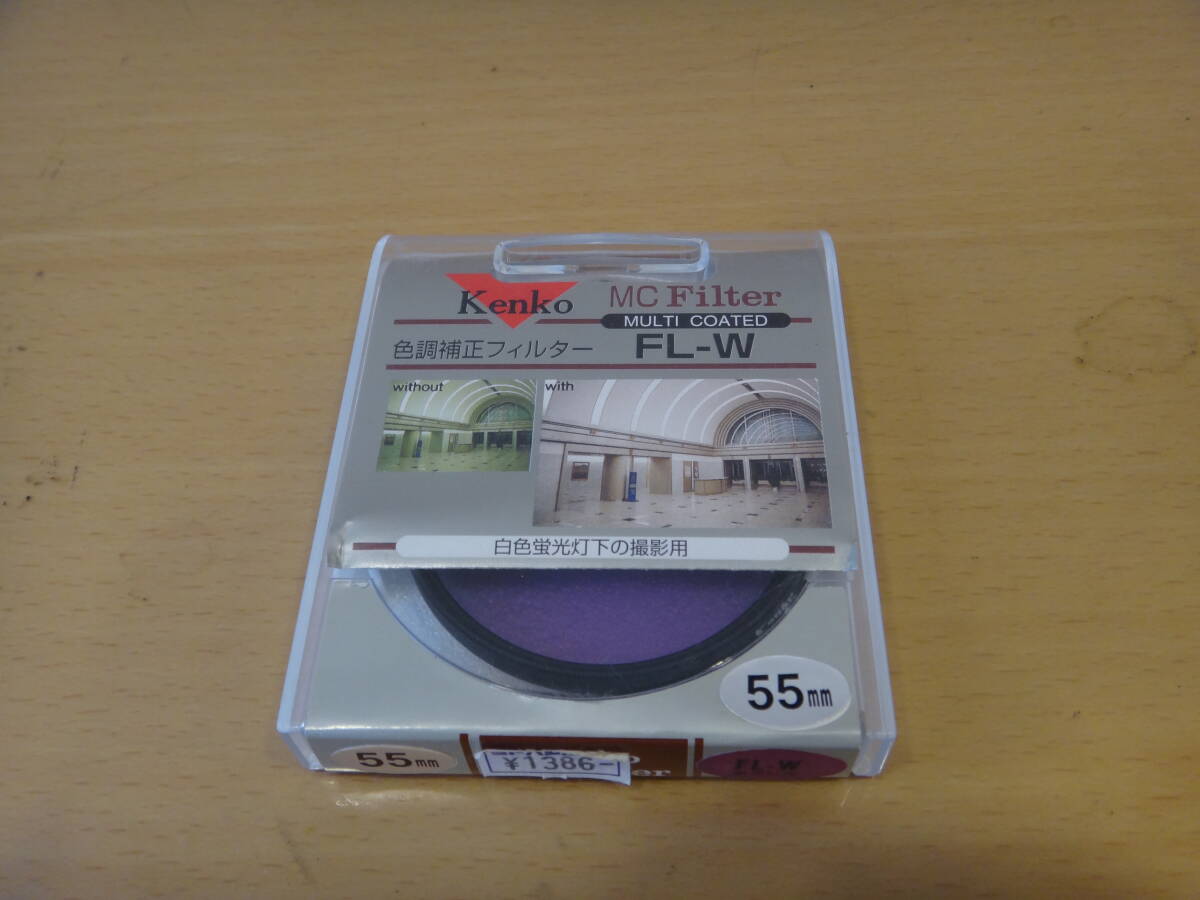 Kenko
MC Filter
MULTI COATED
色調補正フィルター FL-W
without
with
白色蛍光灯下の撮影用
55mm
55mm
¥1386-
FL-W